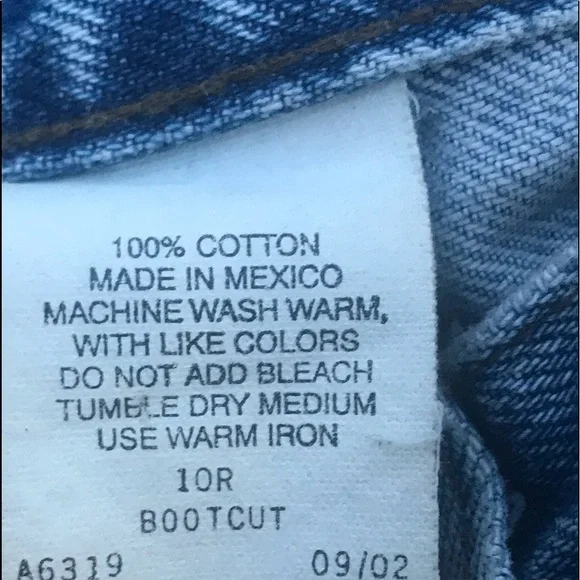 100% COTTON
MADE IN MEXICO
MACHINE WASH WARM,
WITH LIKE COLORS
DO NOT ADD BLEACH
TUMBLE DRY MEDIUM
USE WARM IRON
10R
BOOTCUT
A6319 09/02